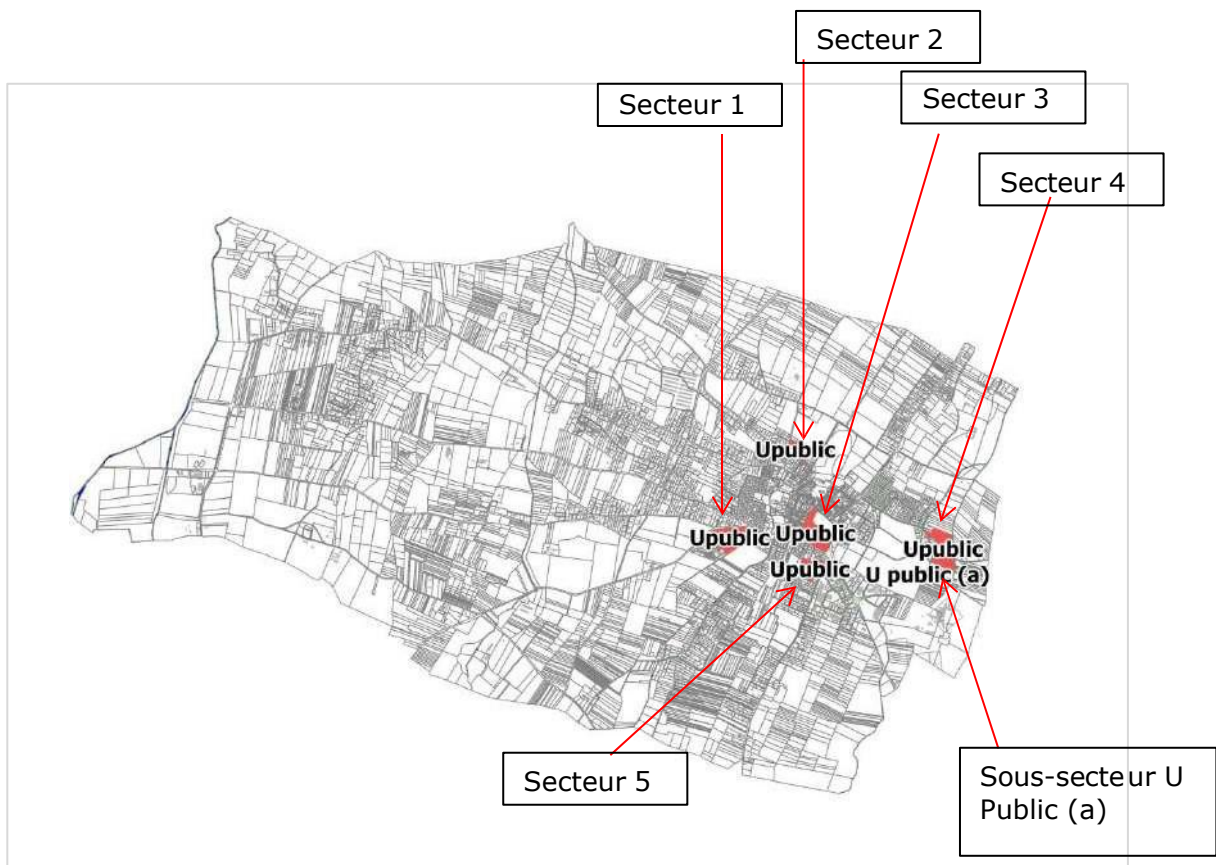 Secteur 2
Secteur 1
Secteur 3
Secteur 4
Upublic
Upublic
Upublic
Upublic
Upublic
U public (a)
Secteur 5
Sous-secteur U
Public (a)